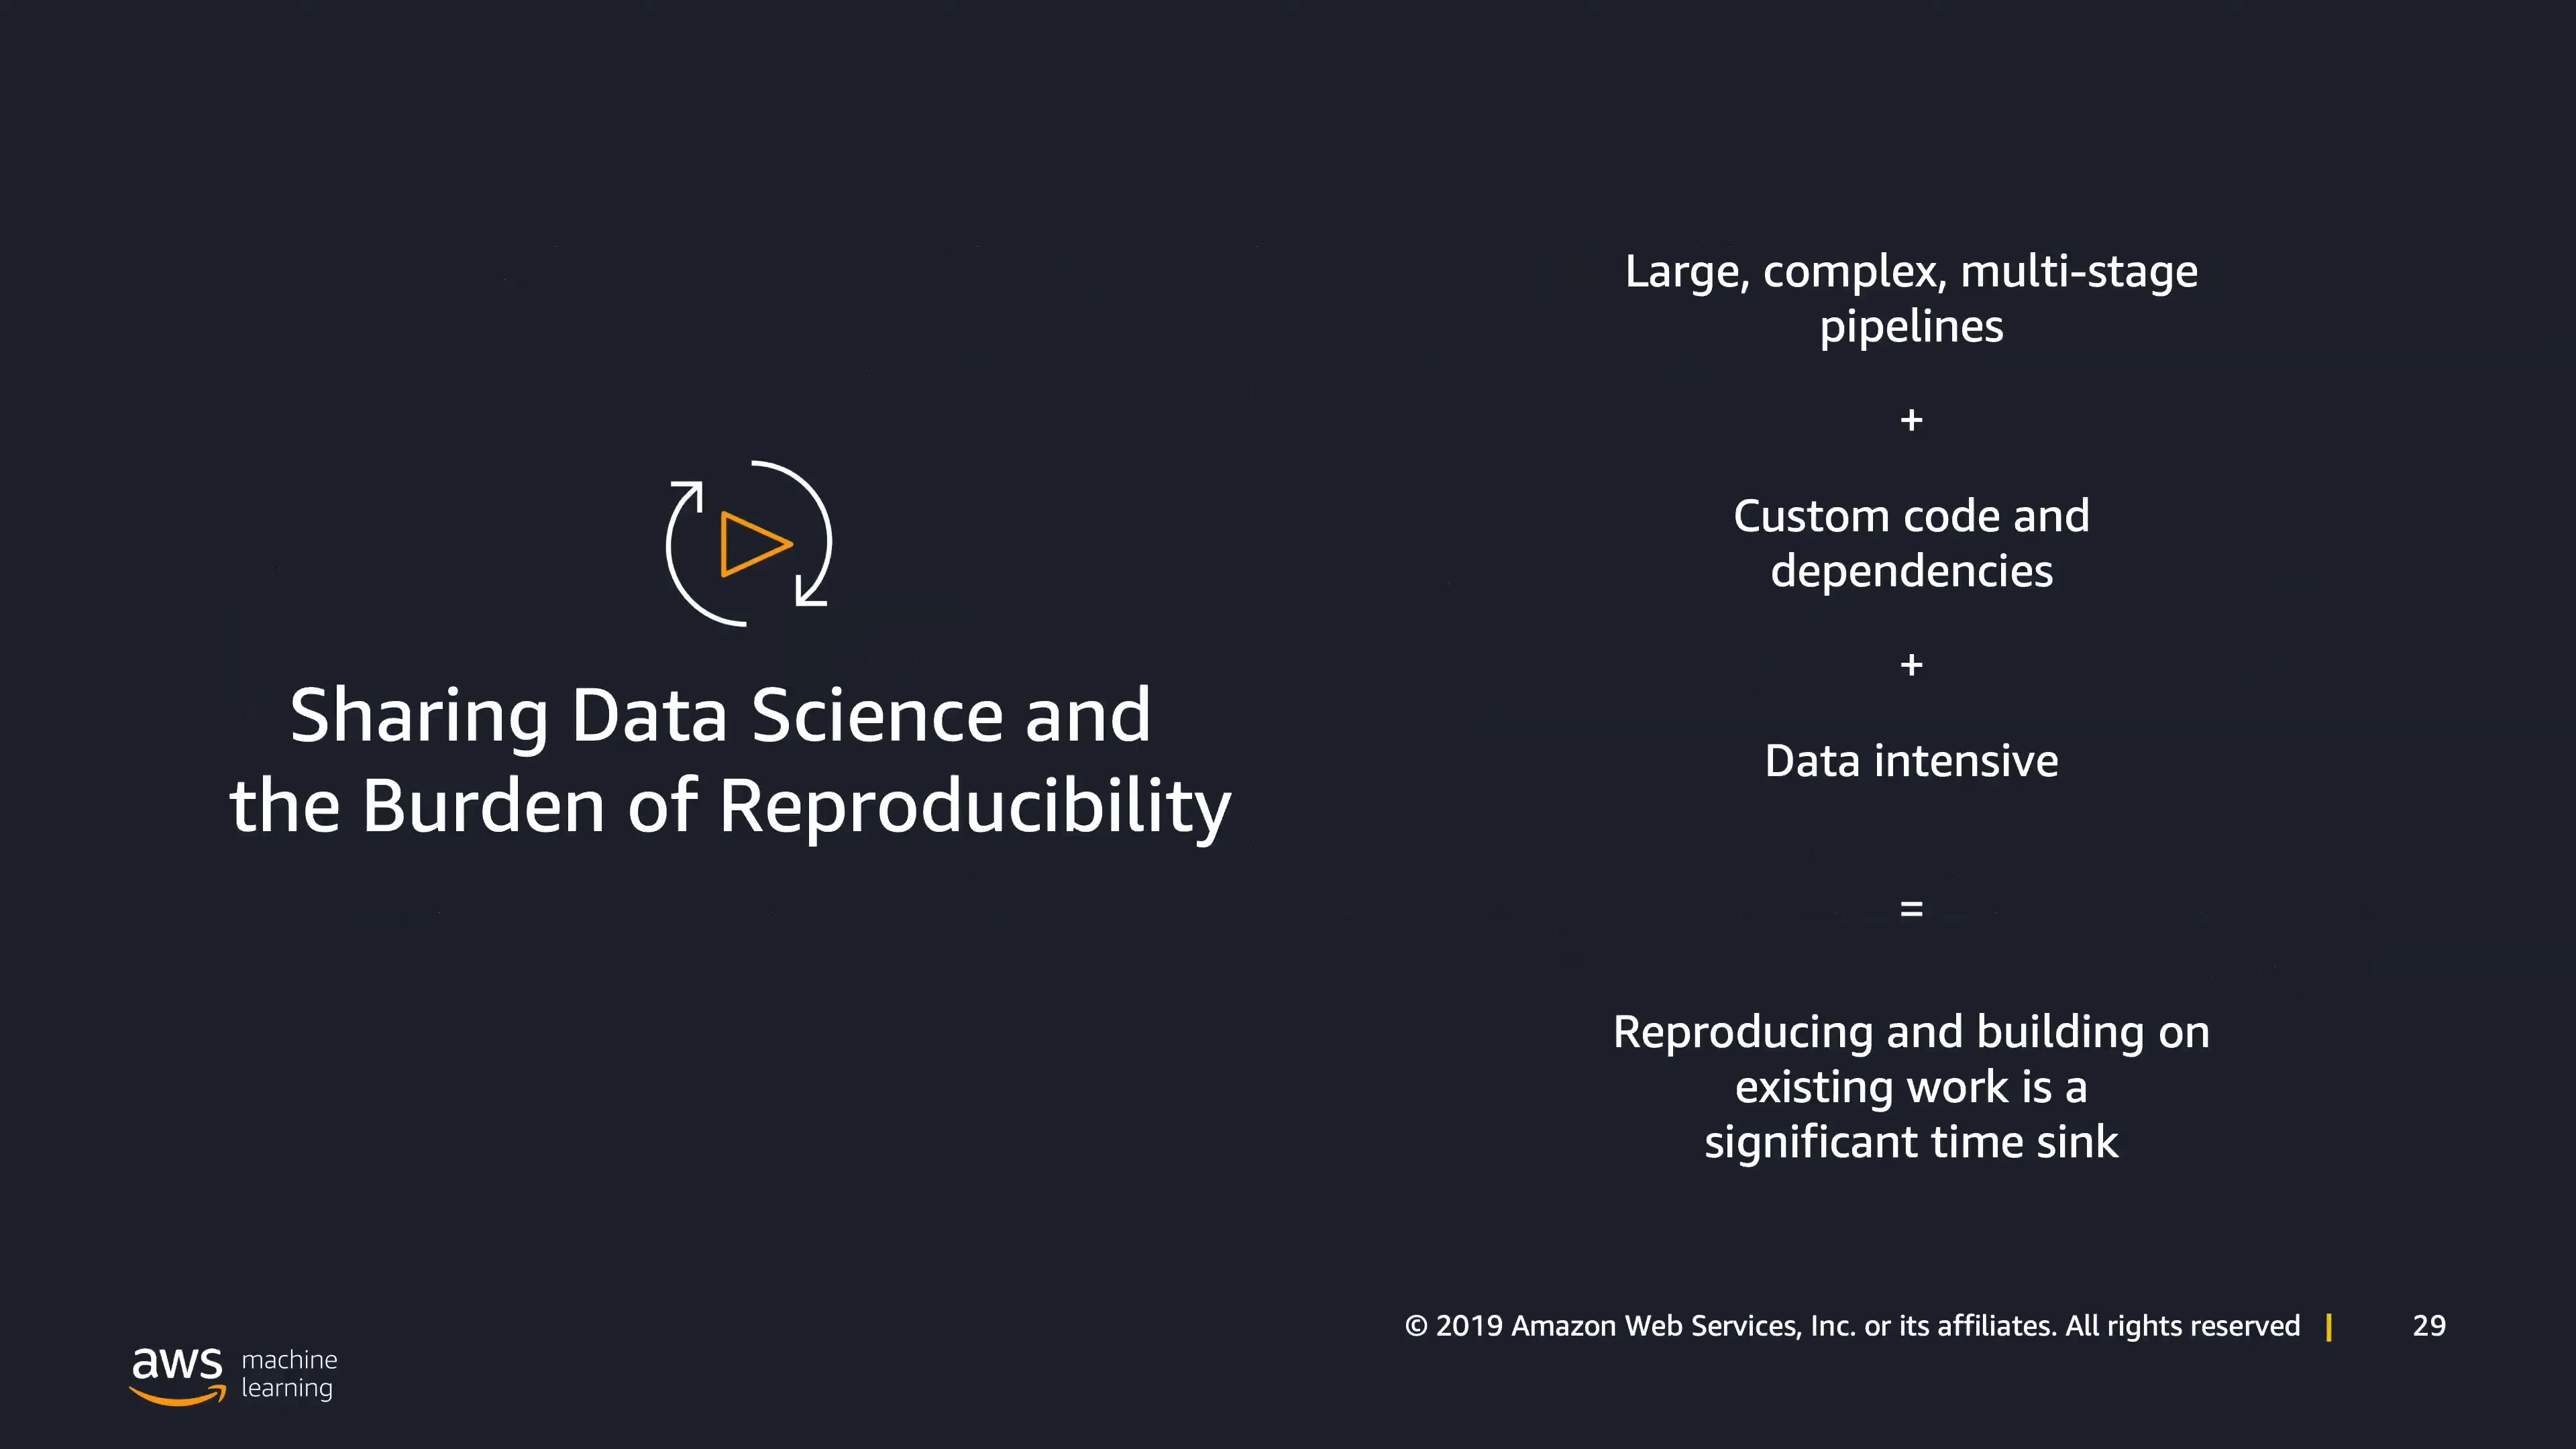 Sharing Data Science and
the Burden of Reproducibility
Large, complex, multi-stage
pipelines
+
Custom code and
dependencies
+
Data intensive
=
Reproducing and building on
existing work is a
significant time sink
© 2019 Amazon Web Services, Inc. or its affiliates. All rights reserved | 29
aws machine
learning